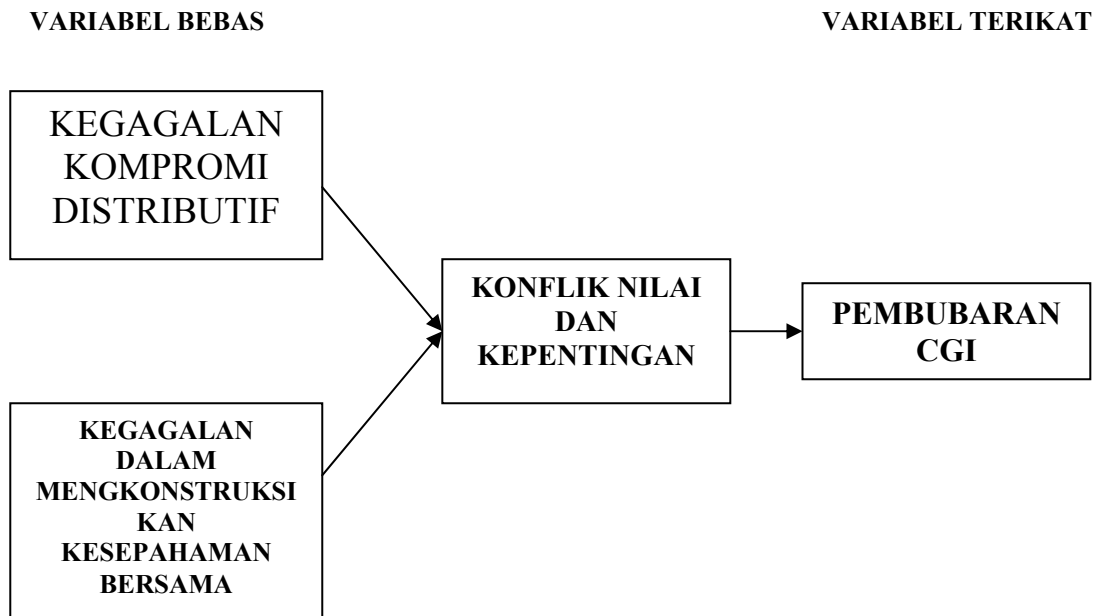 VARIABEL BEBAS
VARIABEL TERIKAT
KEGAGALAN
KOMPROMI
DISTRIBUTIF
KONFLIK NILAI
DAN
KEPENTINGAN
PEMBUBARAN
CGI
KEGAGALAN
DALAM
MENGKONSTRUKSI
KAN
KESEPAHAMAN
BERSAMA